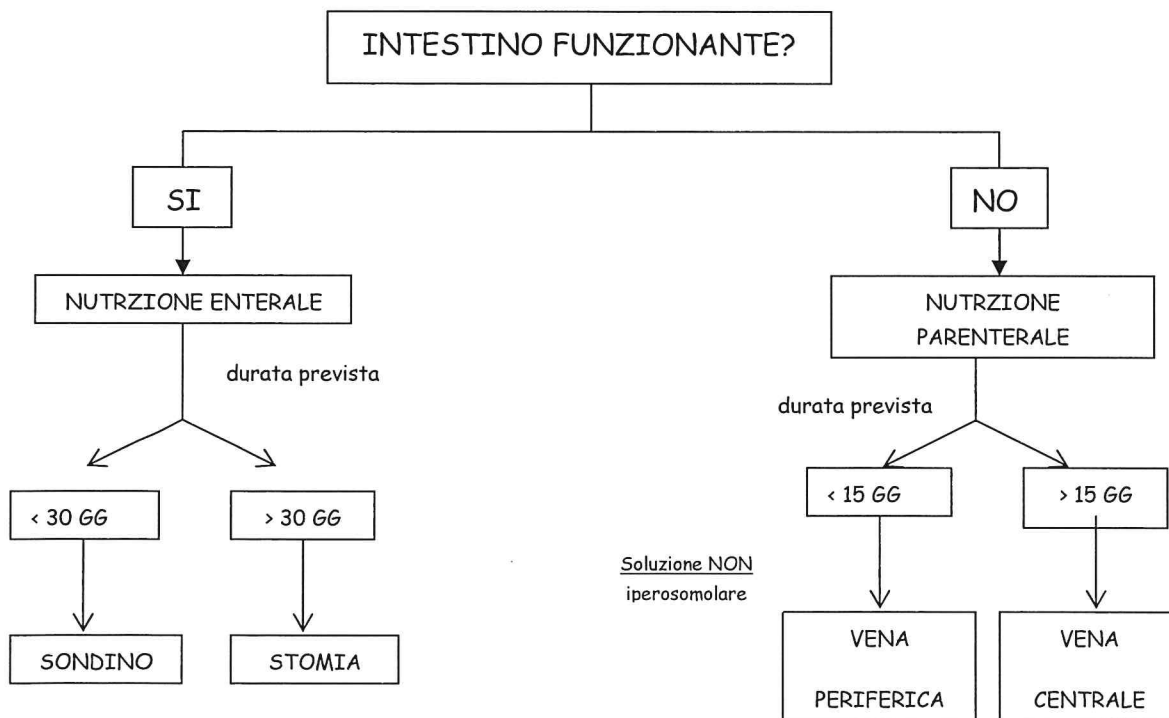 INTESTINO FUNZIONANTE?
SI
NO
NUTRZIONE ENTERALE
NUTRZIONE
PARENTERALE
durata prevista
durata prevista
< 30 GG
> 30 GG
< 15 GG
> 15 GG
Soluzione NON
iperosomolare
SONDINO
STOMIA
VENA
PERIFERICA
VENA
CENTRALE